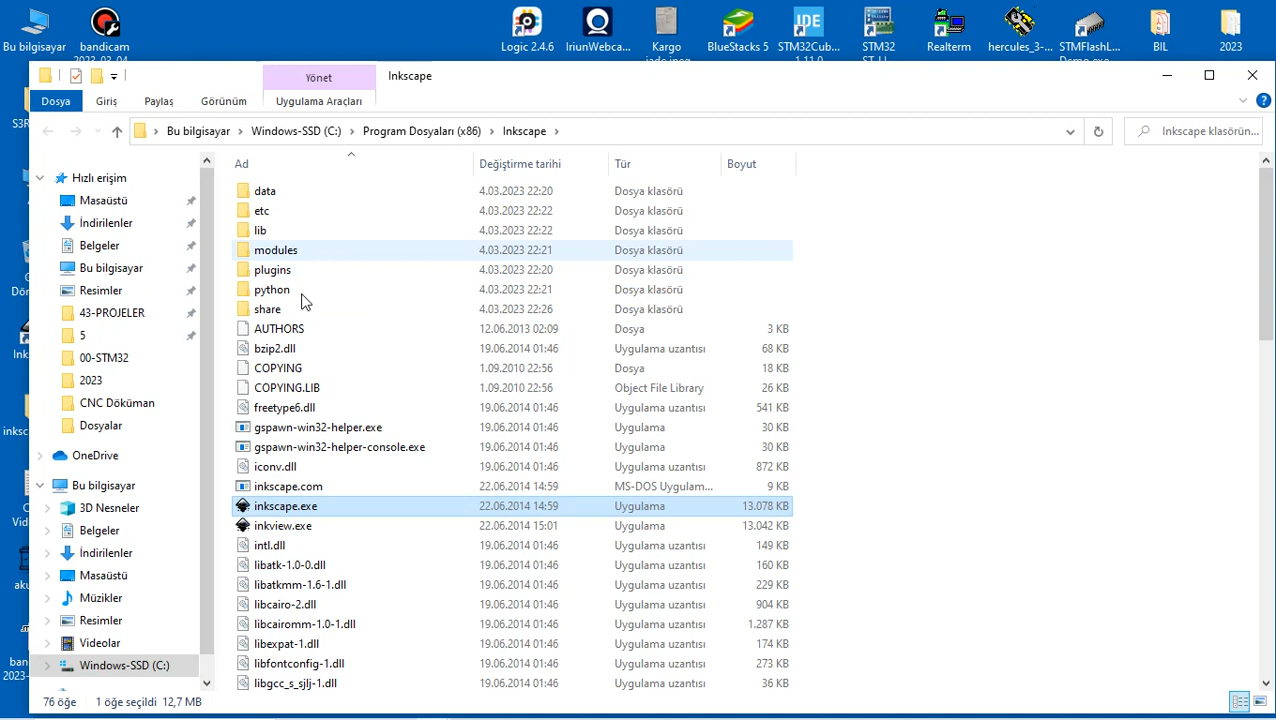 Bu bilgisayar
bandicam
2023-03-04
Logic 2.4.6
IriunWebca...
Kargo
BlueStacks 5
STM32Cub...
STM32
Realterm
hercules_3-...
STMFlashL...
BIL
2023
IDE
Yönet
Inkscape
Dosya
Giriş
Paylaş
Görünüm
Uygulama Araçları
Bu bilgisayar
Windows-SSD (C:)
Program Dosyaları (x86)
Inkscape
Inkscape klasörün...
Ad
Değiştirme tarihi
Tür
Boyut
Hızlı erişim
Masaüstü
İndirilenler
Belgeler
Bu bilgisayar
Resimler
43-PROJELER
5
00-STM32
2023
CNC Döküman
Dosyalar
OneDrive
Bu bilgisayar
3D Nesneler
Belgeler
İndirilenler
Masaüstü
Müzikler
Resimler
Videolar
Windows-SSD (C:)
data 4.03.2023 22:20 Dosya klasörü
etc 4.03.2023 22:22 Dosya klasörü
lib 4.03.2023 22:22 Dosya klasörü
modules 4.03.2023 22:21 Dosya klasörü
plugins 4.03.2023 22:20 Dosya klasörü
python 4.03.2023 22:21 Dosya klasörü
share 4.03.2023 22:26 Dosya klasörü
AUTHORS 12.06.2013 02:09 Dosya 3 KB
bzip2.dll 19.06.2014 01:46 Uygulama uzantısı 68 KB
COPYING 1.09.2010 22:56 Dosya 18 KB
COPYING.LIB 1.09.2010 22:56 Object File Library 26 KB
freetype6.dll 19.06.2014 01:46 Uygulama uzantısı 541 KB
gspawn-win32-helper.exe 19.06.2014 01:46 Uygulama 30 KB
gspawn-win32-helper-console.exe 19.06.2014 01:46 Uygulama 30 KB
iconv.dll 19.06.2014 01:46 Uygulama uzantısı 872 KB
inkscape.com 22.06.2014 14:59 MS-DOS Uygulam... 9 KB
inkscape.exe 22.06.2014 14:59 Uygulama 13.078 KB
inkview.exe 22.06.2014 15:01 Uygulama 13.042 KB
intl.dll 19.06.2014 01:46 Uygulama uzantısı 149 KB
libatk-1.0-0.dll 19.06.2014 01:46 Uygulama uzantısı 160 KB
libatkmm-1.6-1.dll 19.06.2014 01:46 Uygulama uzantısı 229 KB
libcairo-2.dll 19.06.2014 01:46 Uygulama uzantısı 904 KB
libcairomm-1.0-1.dll 19.06.2014 01:46 Uygulama uzantısı 1.287 KB
libexpat-1.dll 19.06.2014 01:46 Uygulama uzantısı 174 KB
libfontconfig-1.dll 19.06.2014 01:46 Uygulama uzantısı 273 KB
libgcc_s_sjlj-1.dll 19.06.2014 01:46 Uygulama uzantısı 36 KB
76 öğe 1 öğe seçildi 12,7 MB